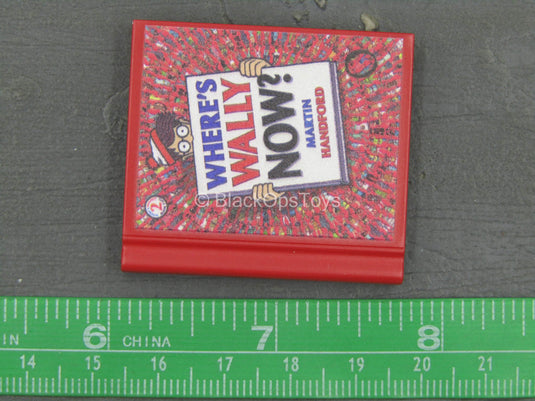 WHERE'S
WALLY
NOW?
MARTIN
HANDFORD
2
© BlackOpsToys
IN 6 CHINA 7 8
14 15 16 17 18 19 20 21